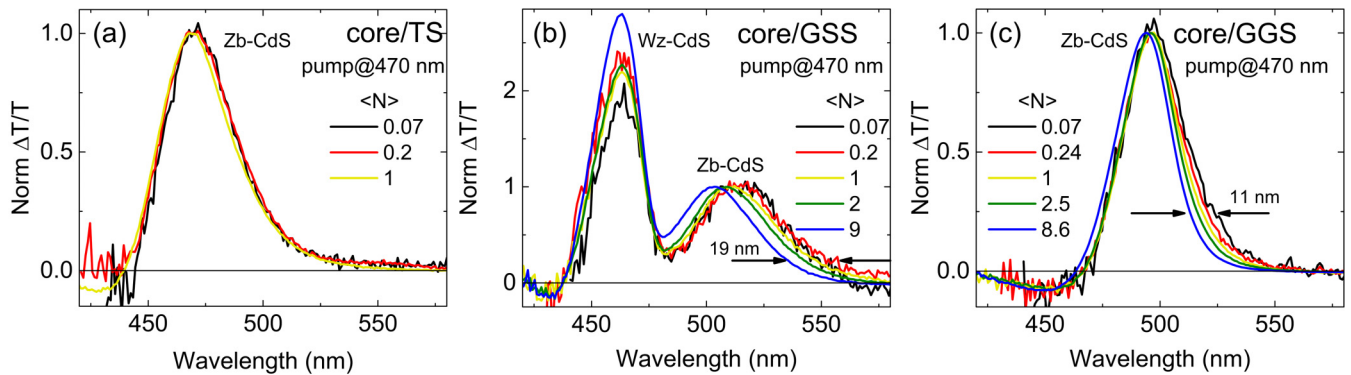 (a)
Zb-CdS
core/TS
pump@470 nm
<N>
0.07
0.2
1
1.0
0.5
0.0
Norm ΔT/T
450
500
550
Wavelength (nm)
(b)
Wz-CdS
core/GSS
pump@470 nm
<N>
0.07
0.2
1
2
9
Zb-CdS
19 nm
2
1
0
Norm ΔT/T
450
500
550
Wavelength (nm)
(c)
Zb-CdS
core/GGS
pump@470 nm
<N>
0.07
0.24
1
2.5
8.6
11 nm
1.0
0.5
0.0
Norm ΔT/T
450
500
550
Wavelength (nm)